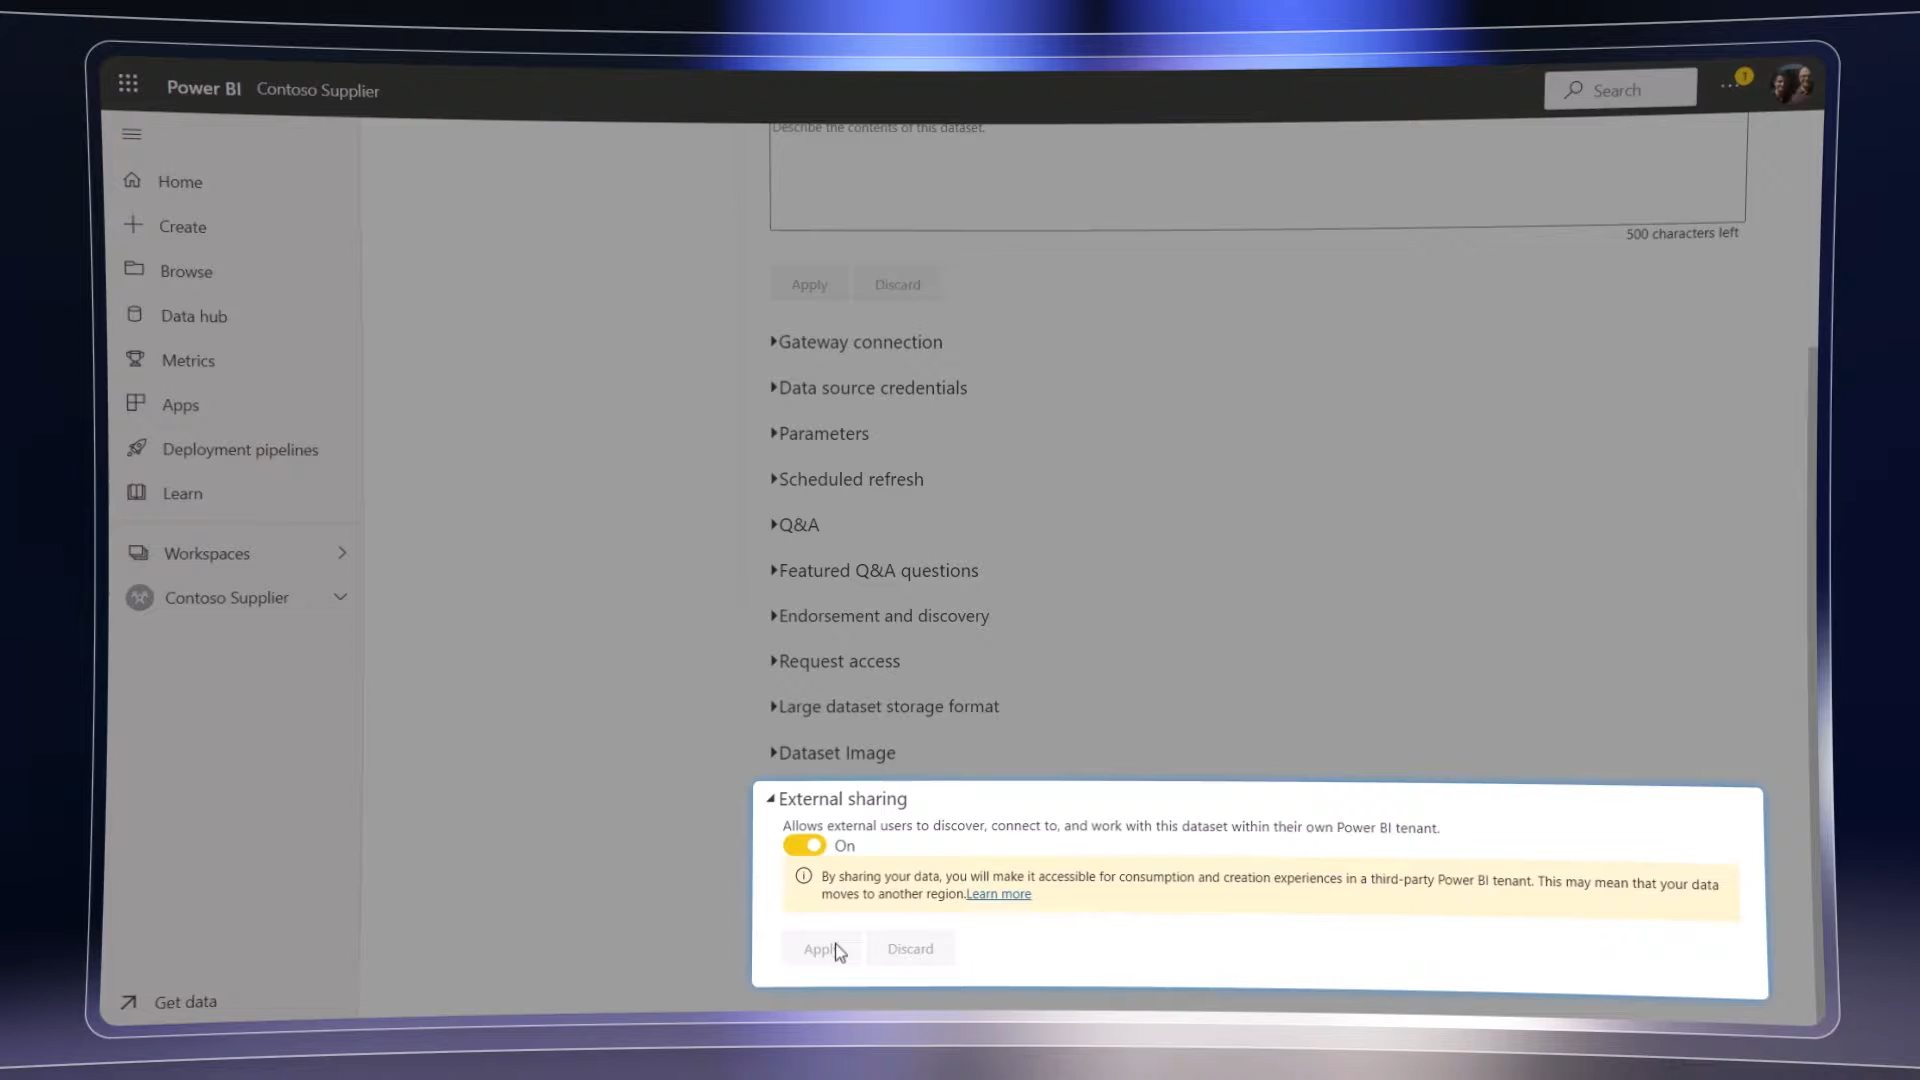 Power BI Contoso Supplier
Search
1
Home
Create
Browse
Data hub
Metrics
Apps
Deployment pipelines
Learn
Workspaces
Contoso Supplier
Get data
Describe the contents of this dataset.
500 characters left
Apply Discard
Gateway connection
Data source credentials
Parameters
Scheduled refresh
Q&A
Featured Q&A questions
Endorsement and discovery
Request access
Large dataset storage format
Dataset Image
External sharing
Allows external users to discover, connect to, and work with this dataset within their own Power BI tenant.
On
By sharing your data, you will make it accessible for consumption and creation experiences in a third-party Power BI tenant. This may mean that your data
moves to another region.Learn more
Apply Discard